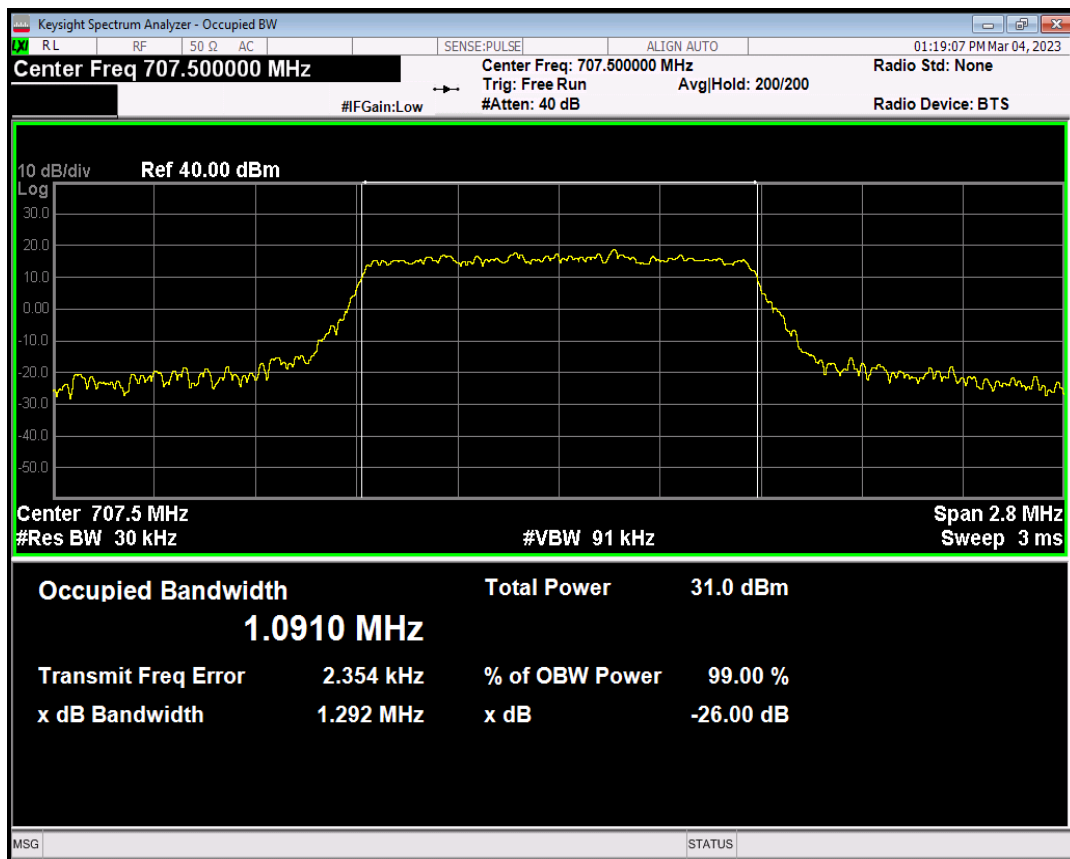 Keysight Spectrum Analyzer - Occupied BW
LXI RL RF 50 Ω AC SENSE:PULSE ALIGN AUTO 01:19:07 PM Mar 04, 2023
Center Freq 707.500000 MHz Center Freq: 707.500000 MHz Radio Std: None
Trig: Free Run Avg|Hold: 200/200
#IFGain:Low #Atten: 40 dB Radio Device: BTS
10 dB/div Ref 40.00 dBm
Log
30.0
20.0
10.0
0.00
-10.0
-20.0
-30.0
-40.0
-50.0
Center 707.5 MHz Span 2.8 MHz
#Res BW 30 kHz #VBW 91 kHz Sweep 3 ms
Occupied Bandwidth Total Power 31.0 dBm
1.0910 MHz
Transmit Freq Error 2.354 kHz % of OBW Power 99.00 %
x dB Bandwidth 1.292 MHz x dB -26.00 dB
MSG STATUS